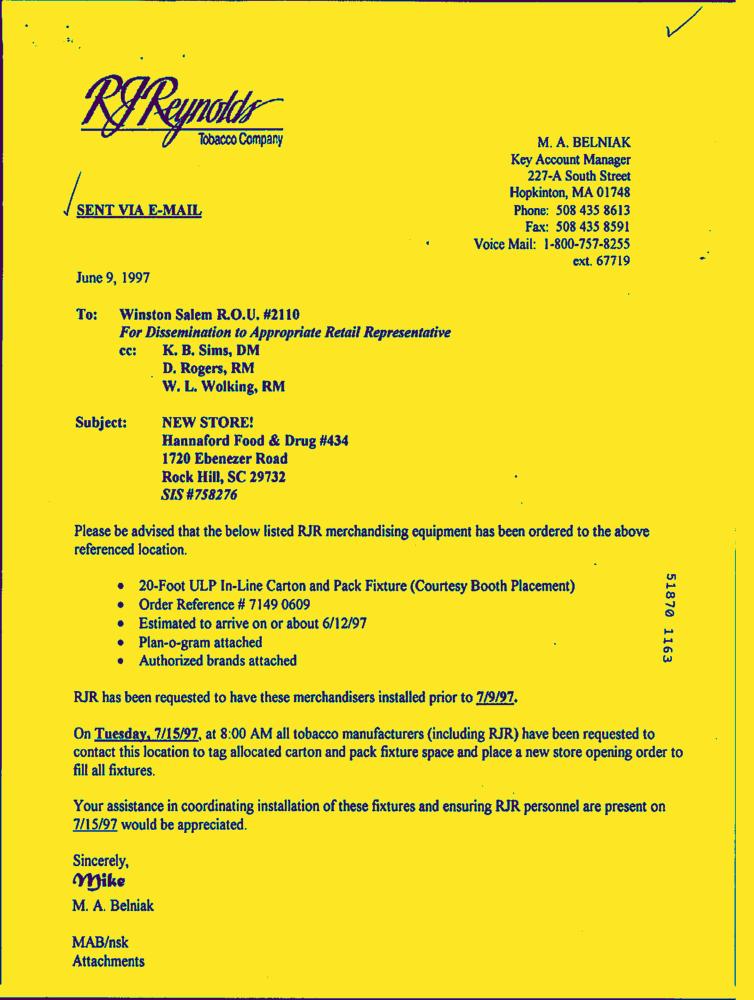 RJReynolds
Tobacco Company
M. A. BELNIAK
Key Account Manager
227-A South Street
Hopkinton, MA 01748
Phone: 508 435 8613
Fax: 508 435 8591
Voice Mail: 1-800-757-8255
ext. 67719
SENT VIA E-MAIL
June 9, 1997
To: Winston Salem R.O.U. #2110
For Dissemination to Appropriate Retail Representative
cc: K. B. Sims, DM
D. Rogers, RM
W. L. Wolking, RM
Subject: NEW STORE!
Hannaford Food & Drug #434
1720 Ebenezer Road
Rock Hill, SC 29732
SIS #758276
Please be advised that the below listed RJR merchandising equipment has been ordered to the above
referenced location.
• 20-Foot ULP In-Line Carton and Pack Fixture (Courtesy Booth Placement)
• Order Reference # 7149 0609
• Estimated to arrive on or about 6/12/97
• Plan-o-gram attached
• Authorized brands attached
RJR has been requested to have these merchandisers installed prior to 7/9/97.
On Tuesday, 7/15/97, at 8:00 AM all tobacco manufacturers (including RJR) have been requested to
contact this location to tag allocated carton and pack fixture space and place a new store opening order to
fill all fixtures.
Your assistance in coordinating installation of these fixtures and ensuring RJR personnel are present on
7/15/97 would be appreciated.
Sincerely,
Mike
M. A. Belniak
MAB/nsk
Attachments
51870 1163